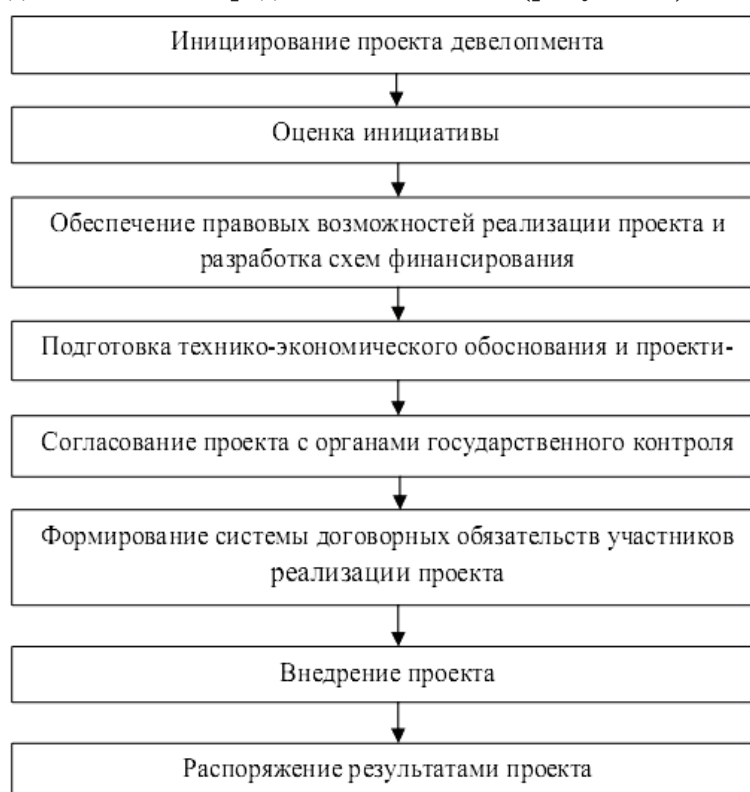 Инициирование проекта девелопмента
Оценка инициативы
Обеспечение правовых возможностей реализации проекта и
разработка схем финансирования
Подготовка технико-экономического обоснования и проекти-
Согласование проекта с органами государственного контроля
Формирование системы договорных обязательств участников
реализации проекта
Внедрение проекта
Распоряжение результатами проекта